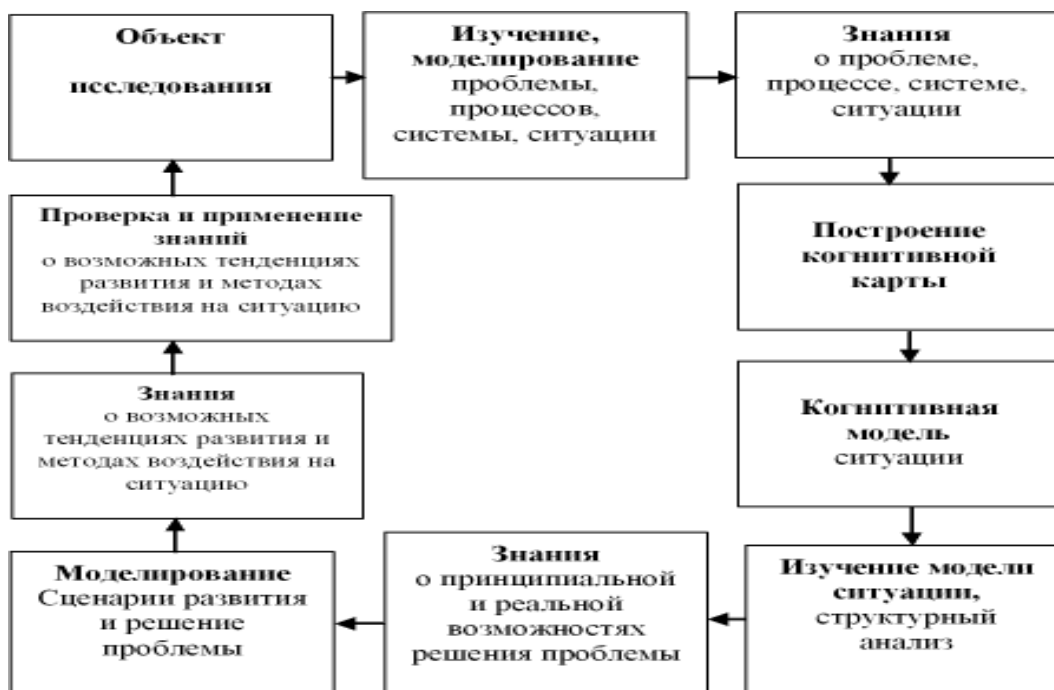 Объект
исследования
Изучение,
моделирование
проблемы,
процессов,
системы, ситуации
Знания
о проблеме,
процессе, системе,
ситуации
Построение
когнитивной
карты
Когнитивная
модель
ситуации
Изучение модели
ситуации,
структурный
анализ
Знания
о принципиальной
и реальной
возможностях
решения проблемы
Моделирование
Сценарии развития
и решение
проблемы
Знания
о возможных
тенденциях развития и
методах воздействия на
ситуацию
Проверка и применение
знаний
о возможных тенденциях
развития и методах
воздействия на ситуацию